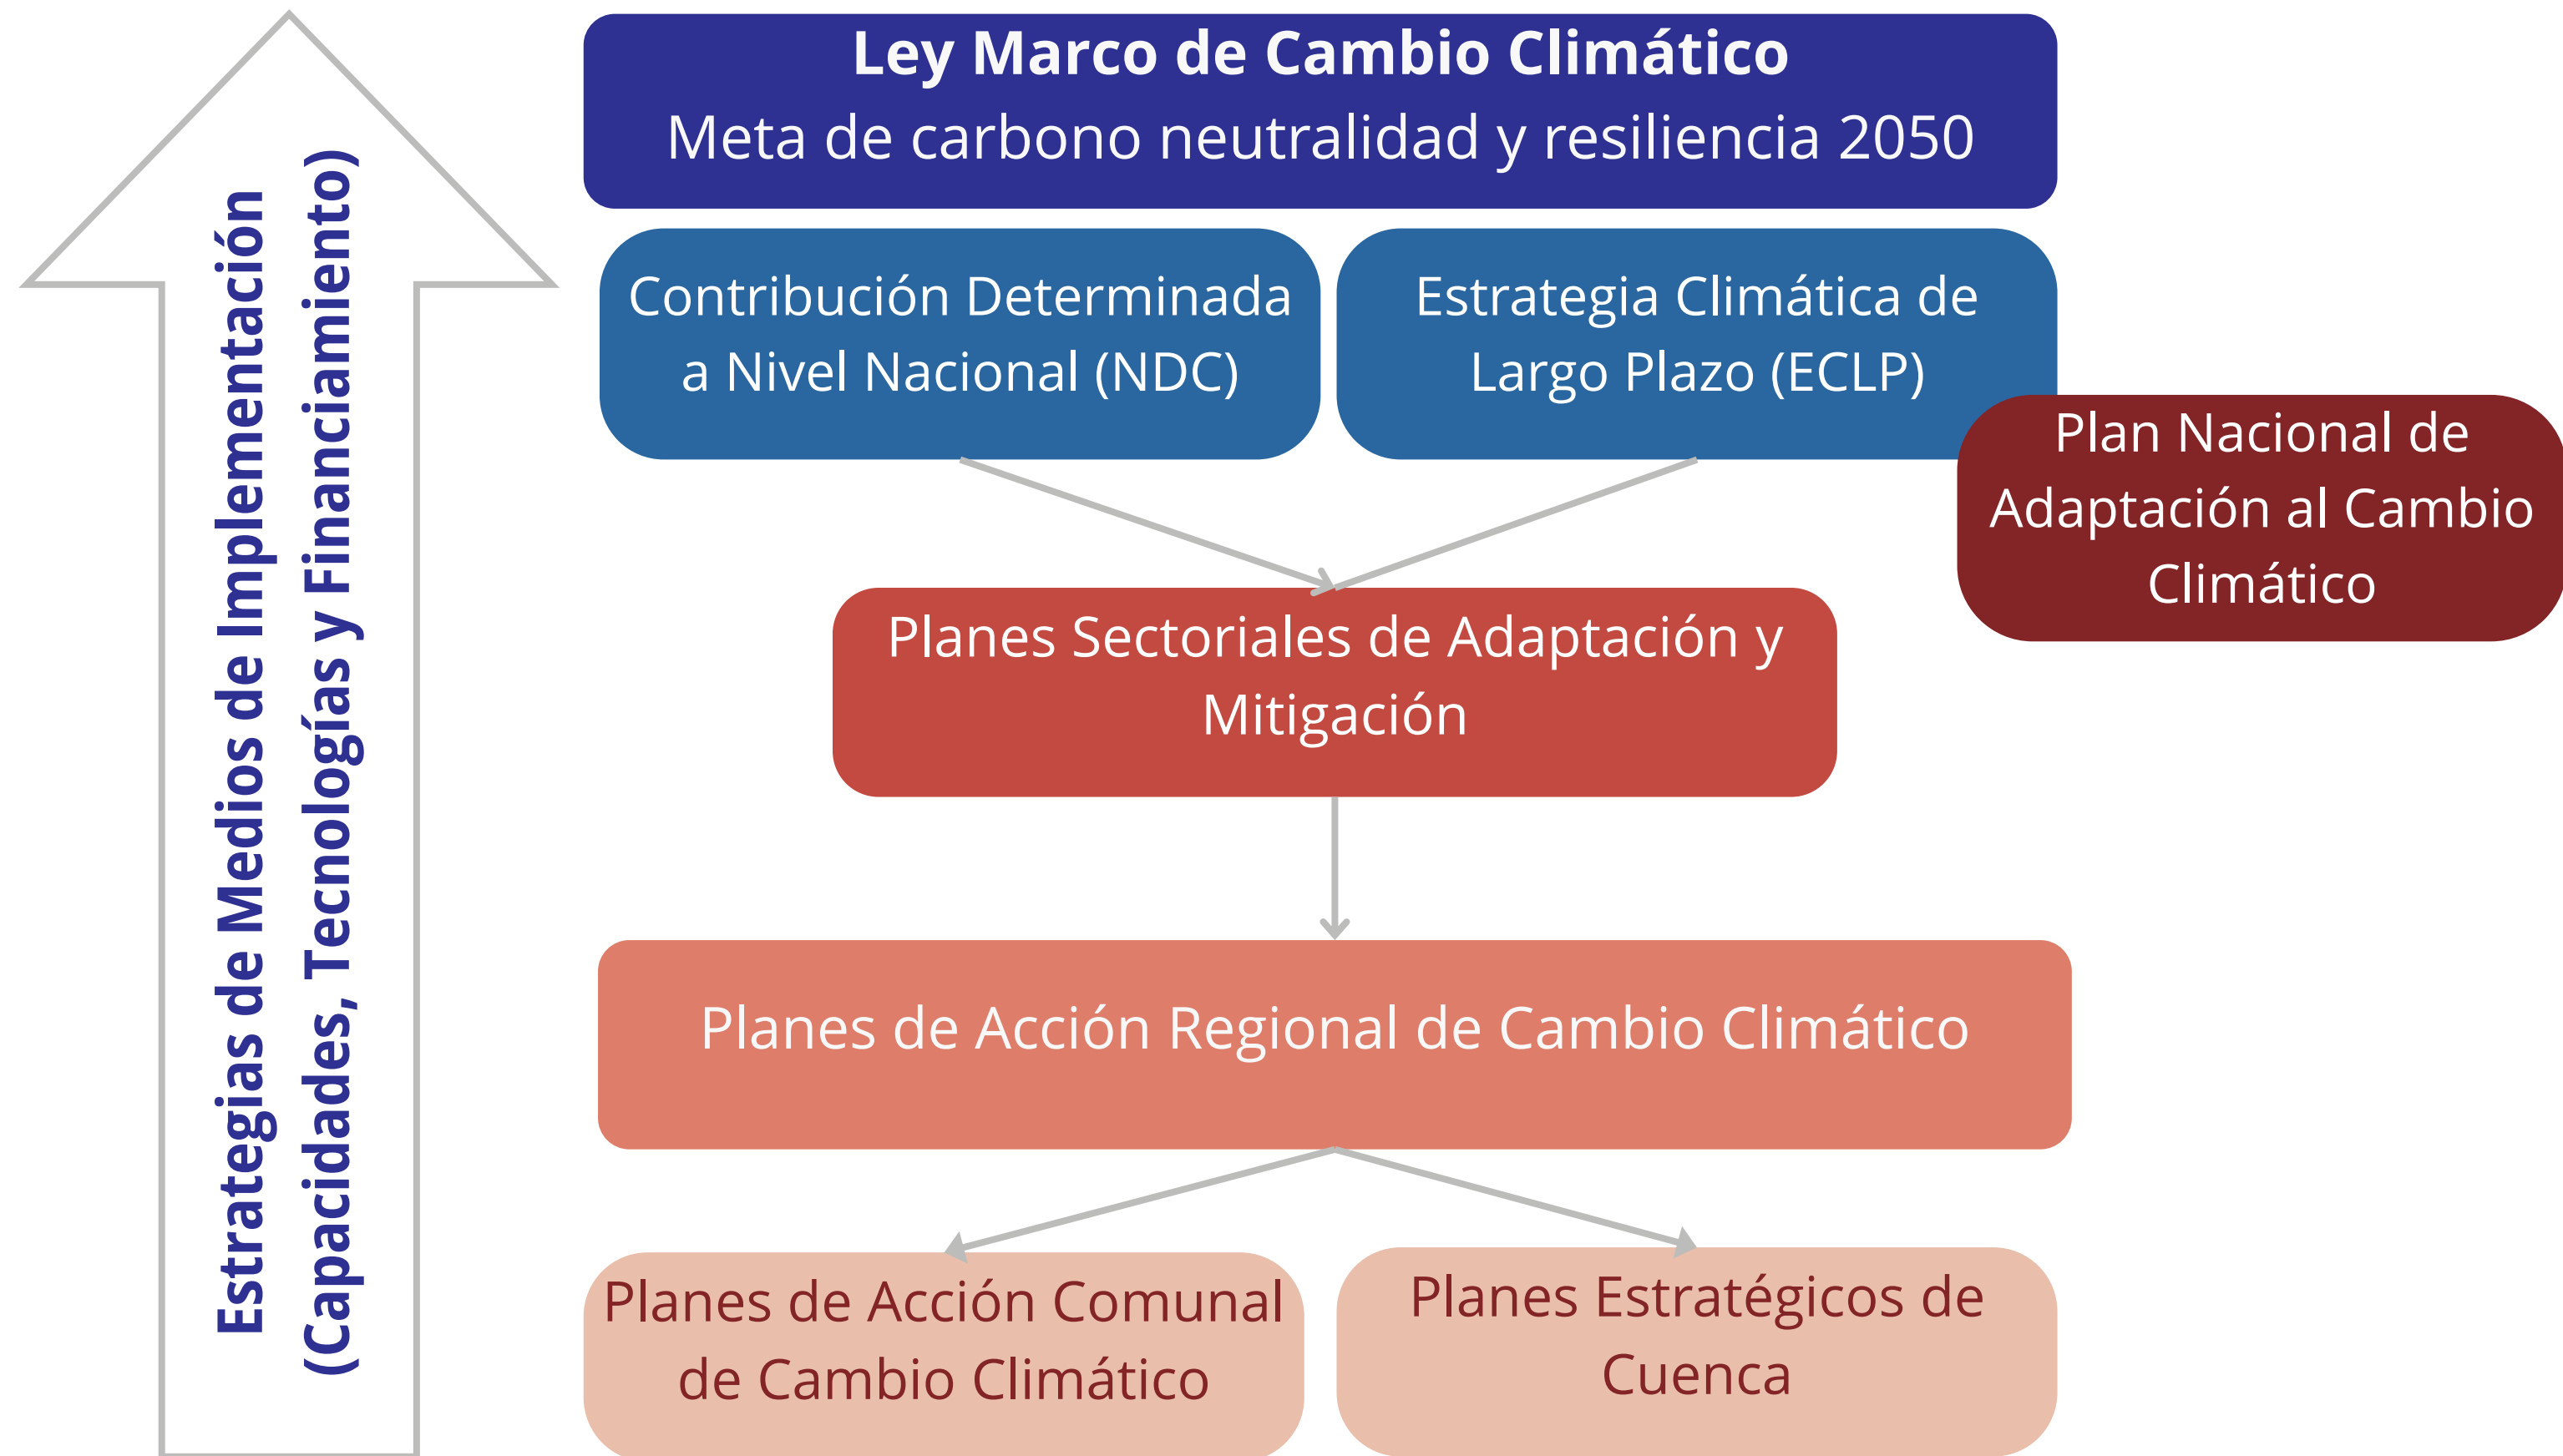 Estrategias de Medios de Implementación
(Capacidades, Tecnologías y Financiamiento)
Ley Marco de Cambio Climático
Meta de carbono neutralidad y resiliencia 2050
Contribución Determinada
a Nivel Nacional (NDC)
Estrategia Climática de
Largo Plazo (ECLP)
Plan Nacional de
Adaptación al Cambio
Climático
Planes Sectoriales de Adaptación y
Mitigación
Planes de Acción Regional de Cambio Climático
Planes de Acción Comunal
de Cambio Climático
Planes Estratégicos de
Cuenca